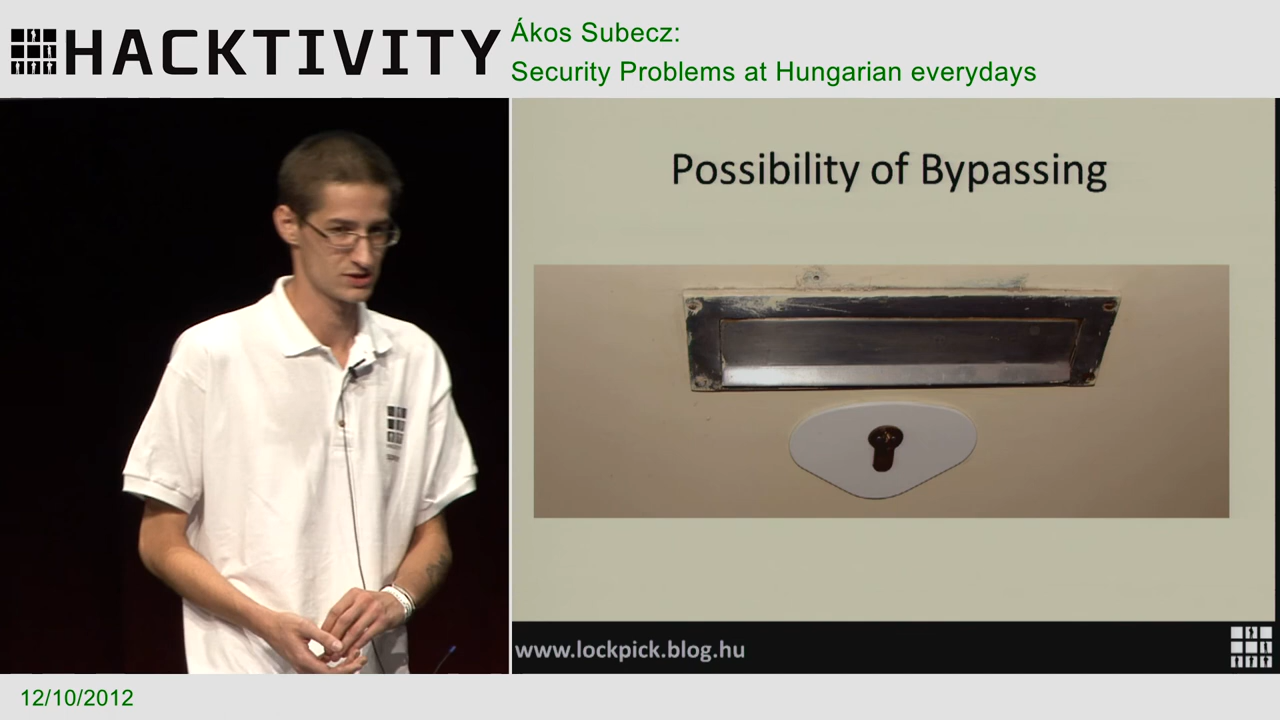 HACKTIVITY
Ákos Subecz:
Security Problems at Hungarian everydays
Possibility of Bypassing
www.lockpick.blog.hu
12/10/2012